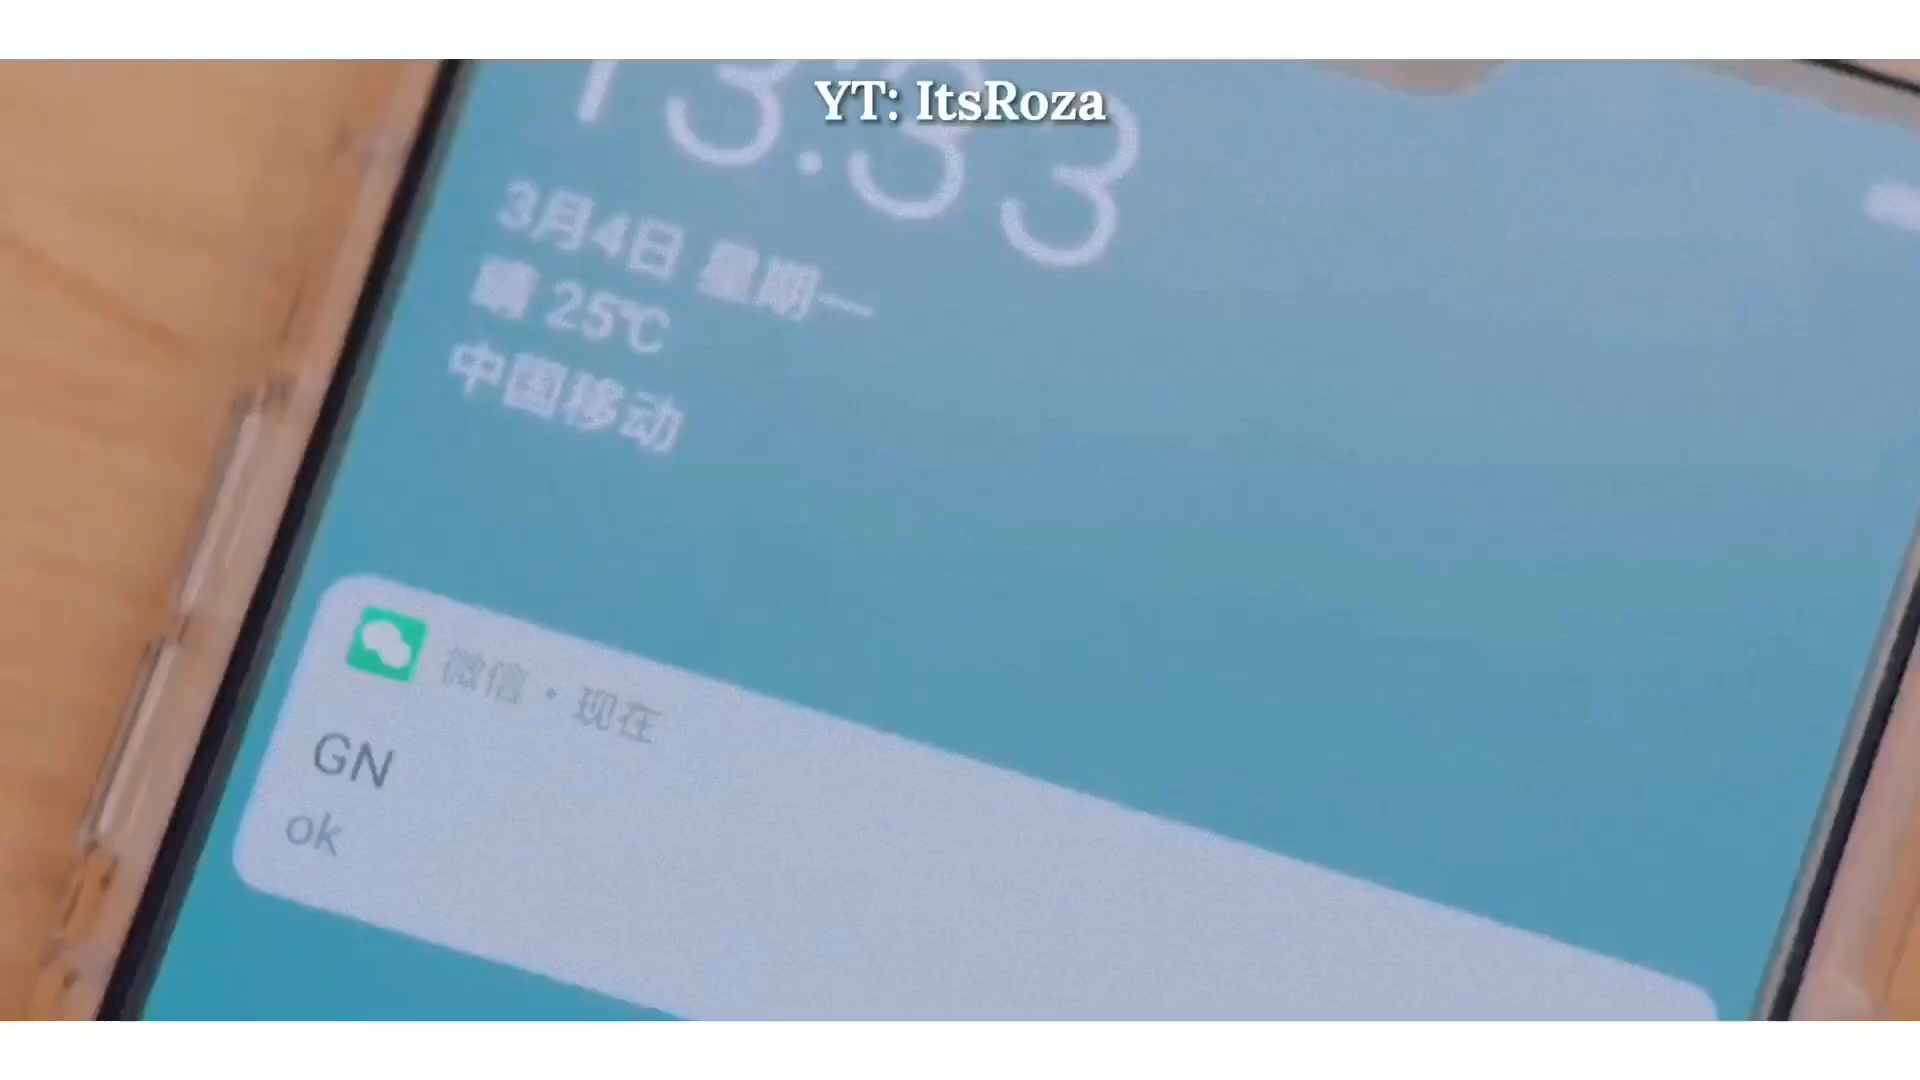 YT: ItsRoza
13:33
3月4日 星期一
晴 25℃
中国移动
微信 · 现在
GN
ok